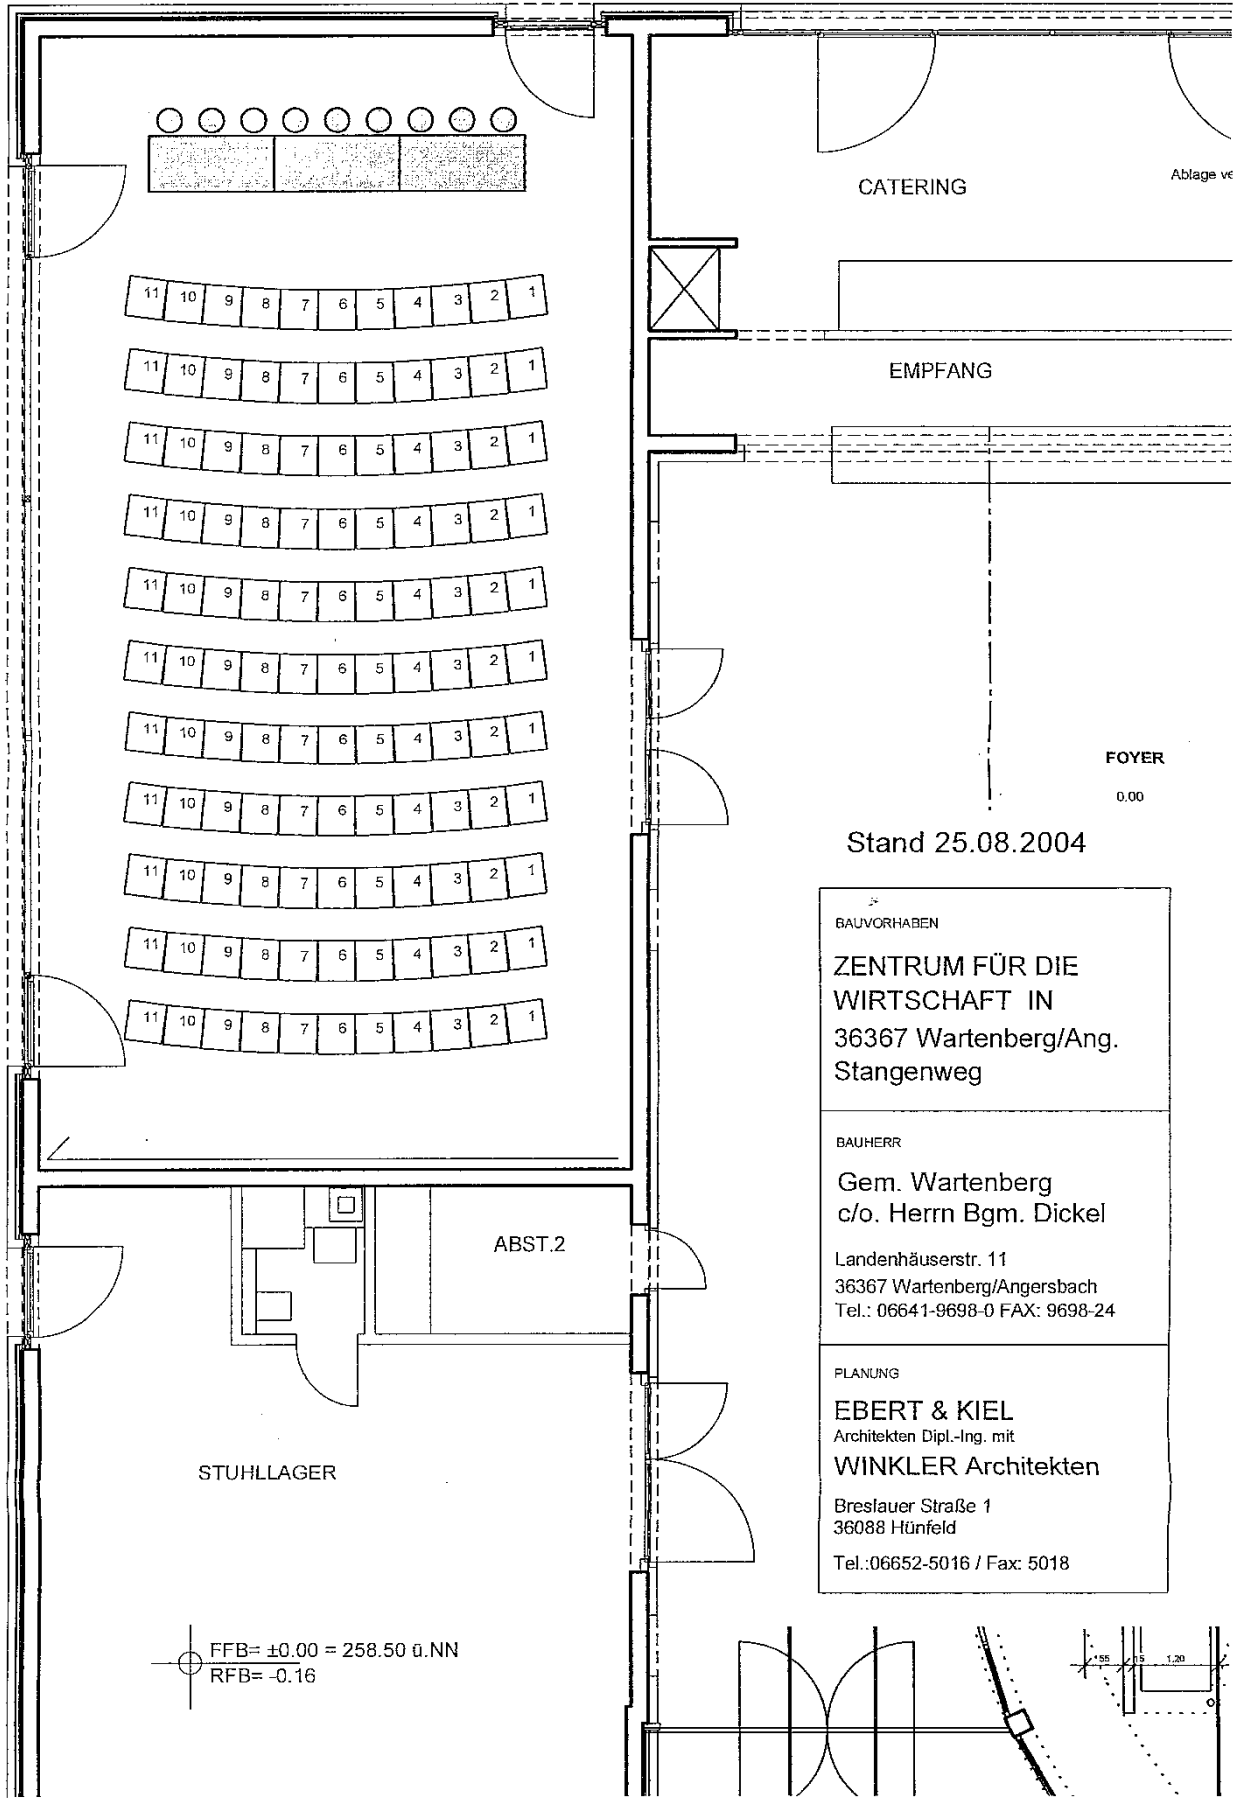 CATERING
Ablage ve
11 10 9 8 7 6 5 4 3 2 1
11 10 9 8 7 6 5 4 3 2 1
11 10 9 8 7 6 5 4 3 2 1
11 10 9 8 7 6 5 4 3 2 1
11 10 9 8 7 6 5 4 3 2 1
11 10 9 8 7 6 5 4 3 2 1
11 10 9 8 7 6 5 4 3 2 1
11 10 9 8 7 6 5 4 3 2 1
11 10 9 8 7 6 5 4 3 2 1
11 10 9 8 7 6 5 4 3 2 1
11 10 9 8 7 6 5 4 3 2 1
EMPFANG
FOYER
0.00
Stand 25.08.2004
BAUVORHABEN
ZENTRUM FÜR DIE
WIRTSCHAFT IN
36367 Wartenberg/Ang.
Stangenweg
BAUHERR
Gem. Wartenberg
c/o. Herrn Bgm. Dickel
Landenhäuserstr. 11
36367 Wartenberg/Angersbach
Tel.: 06641-9698-0 FAX: 9698-24
PLANUNG
EBERT & KIEL
Architekten Dipl.-Ing. mit
WINKLER Architekten
Breslauer Straße 1
36088 Hünfeld
Tel.:06652-5016 / Fax: 5018
ABST.2
STUHLLAGER
FFB= ±0.00 = 258.50 ü.NN
RFB= -0.16
1,20